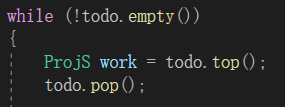 while (!todo.empty())
{
ProjS work = todo.top();
todo.pop();